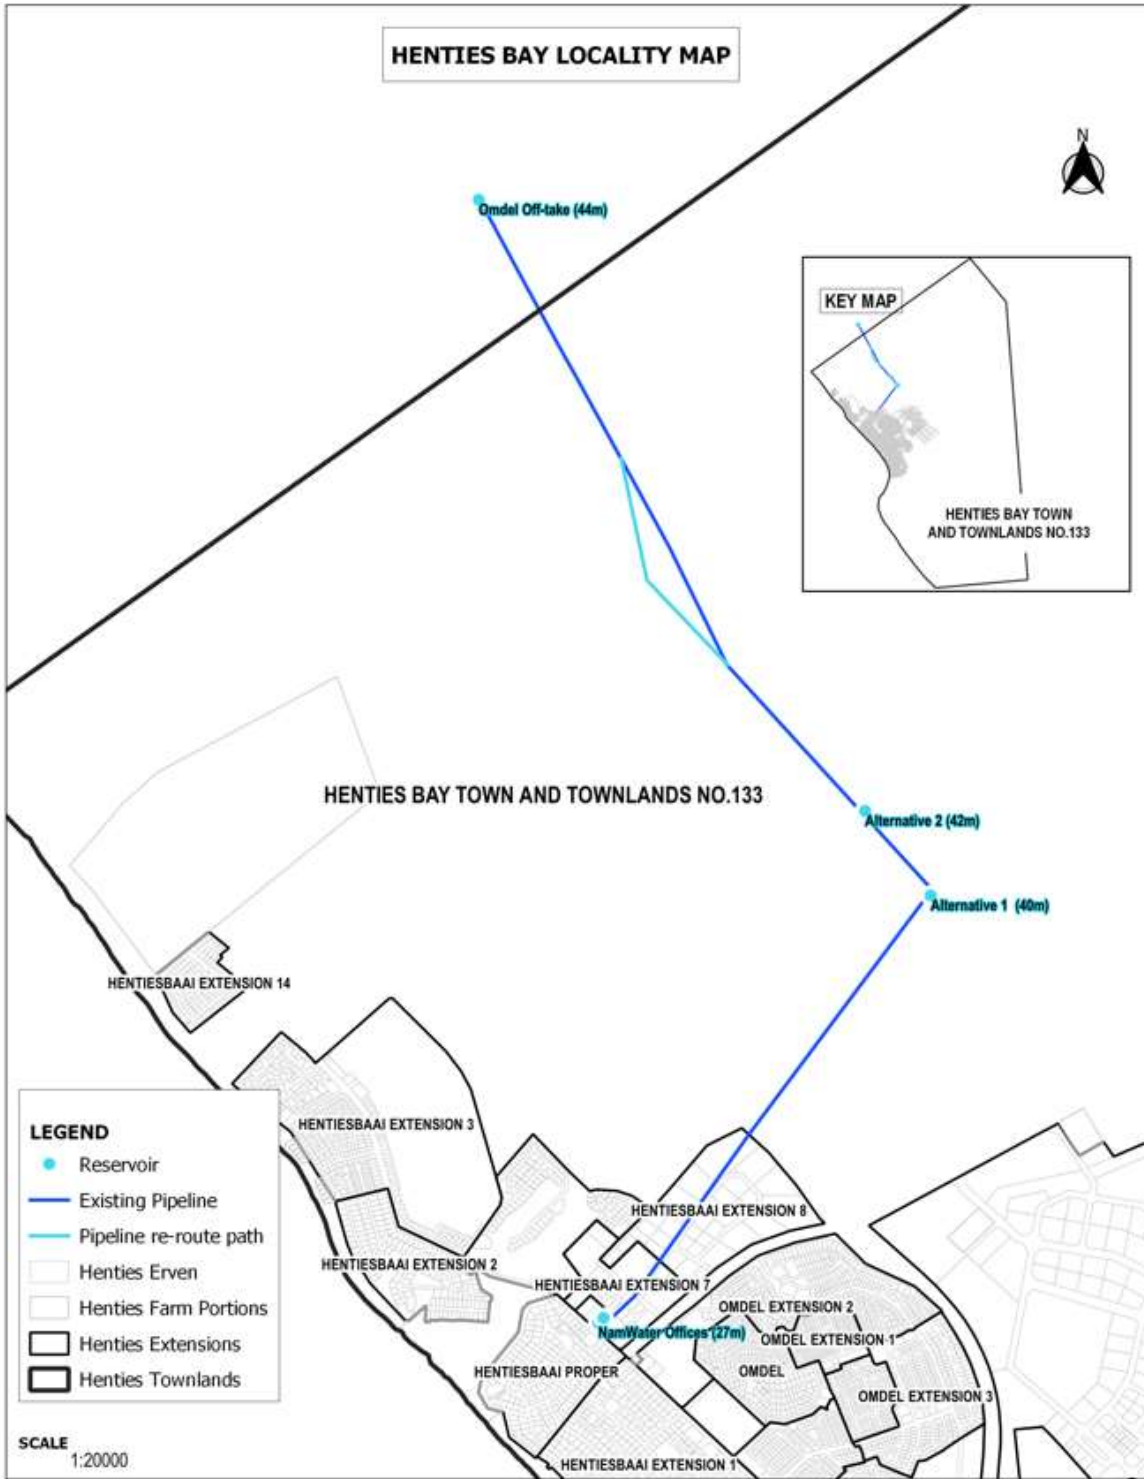 HENTIES BAY LOCALITY MAP
N
Omdel Off-take (44m)
KEY MAP
HENTIES BAY TOWN
AND TOWNLANDS NO.133
HENTIES BAY TOWN AND TOWNLANDS NO.133
Alternative 2 (42m)
Alternative 1 (40m)
HENTIESBAAI EXTENSION 14
HENTIESBAAI EXTENSION 3
HENTIESBAAI EXTENSION 8
HENTIESBAAI EXTENSION 2
HENTIESBAAI EXTENSION 7
OMDEL EXTENSION 2
NamWater Offices (27m)
OMDEL EXTENSION 1
HENTIESBAAI PROPER
OMDEL
OMDEL EXTENSION 3
HENTIESBAAI EXTENSION 1
LEGEND
Reservoir
Existing Pipeline
Pipeline re-route path
Henties Erven
Henties Farm Portions
Henties Extensions
Henties Townlands
SCALE
1:20000